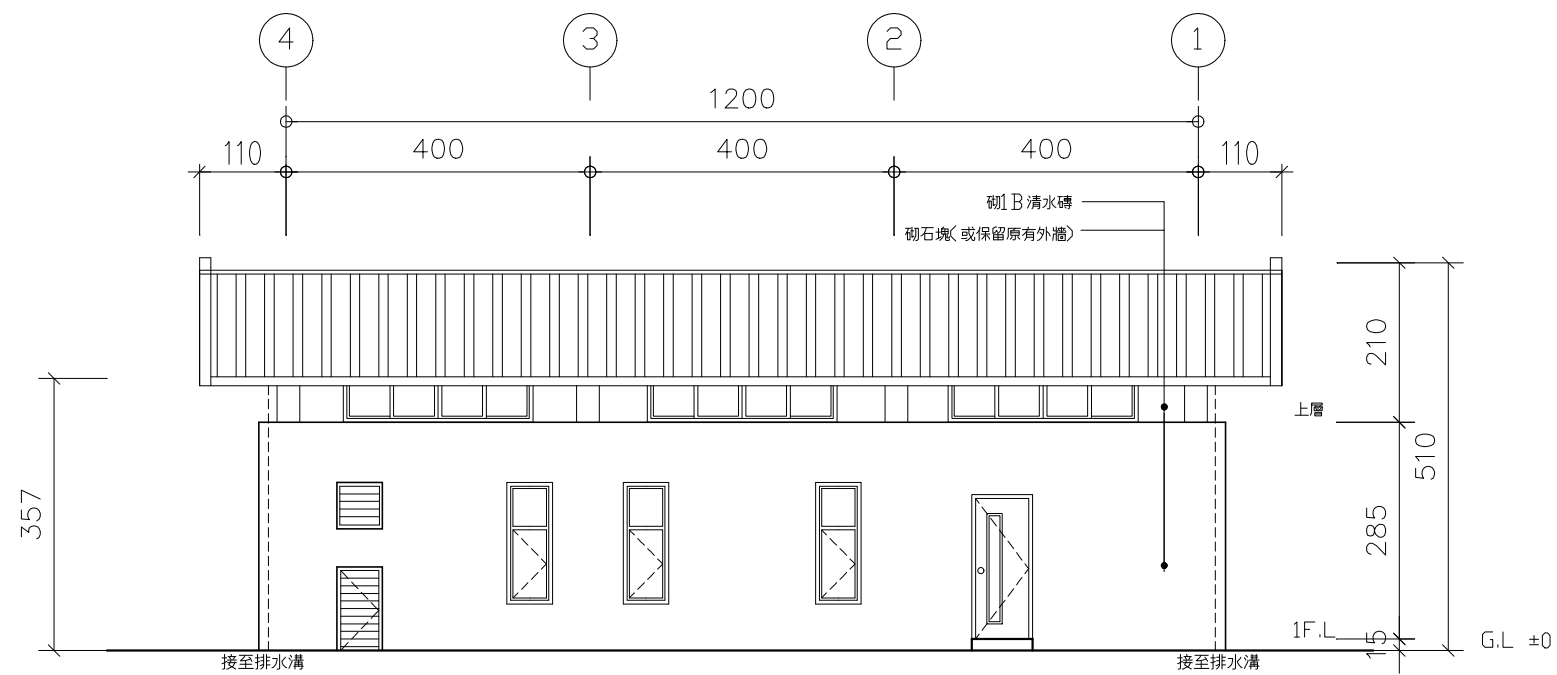 4 3 2 1
1200
110 400 400 400 110
砌1B清水磚
砌石塊(或保留原有外牆)
210
上層
510
357
285
1F.L
15
G.L ±0
接至排水溝 接至排水溝